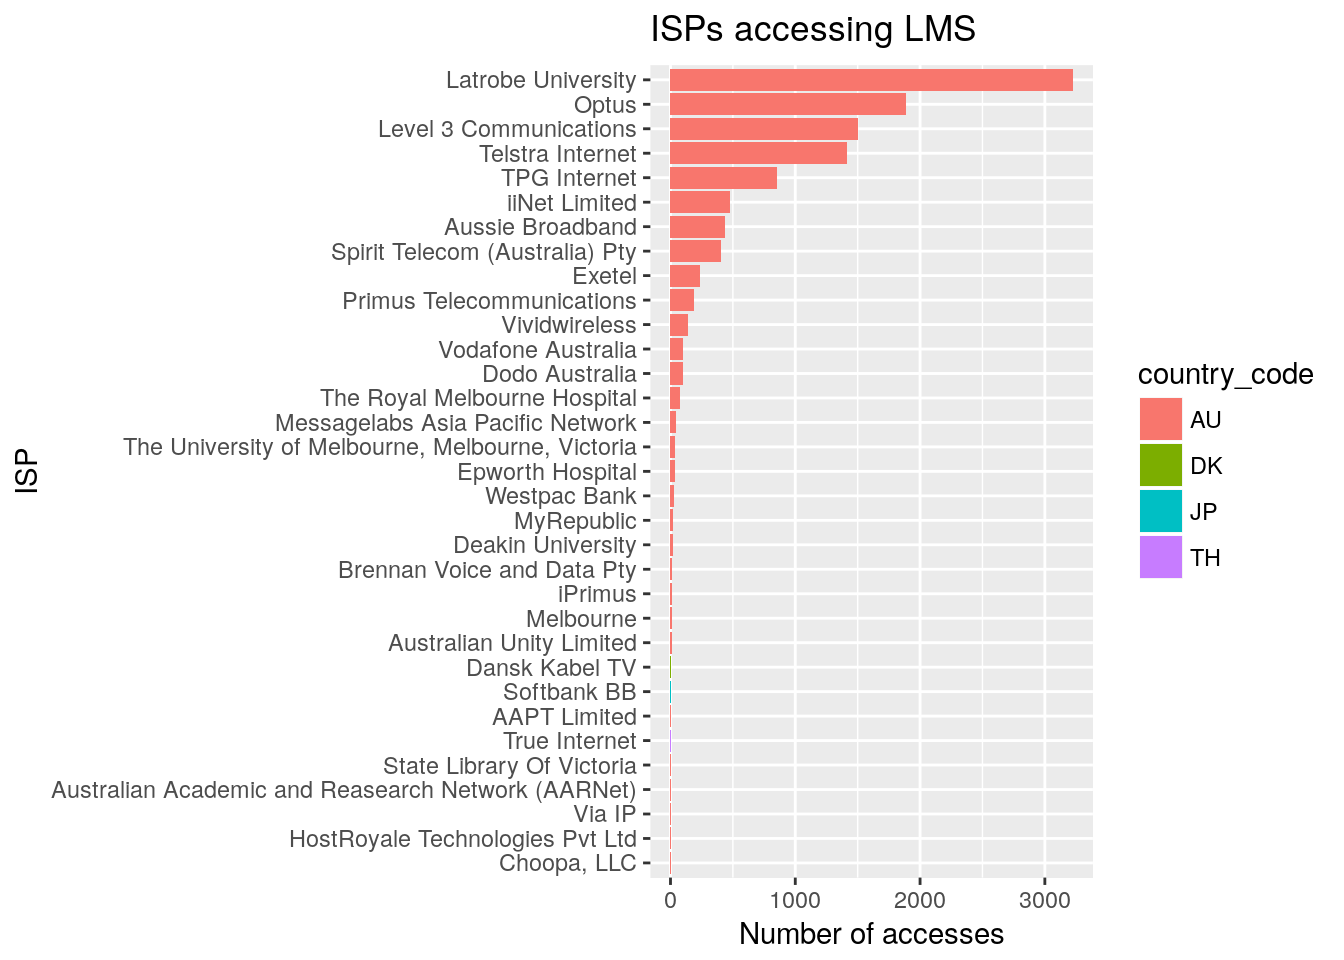 ISPs accessing LMS
Latrobe University
Optus
Level 3 Communications
Telstra Internet
TPG Internet
iiNet Limited
Aussie Broadband
Spirit Telecom (Australia) Pty
Exetel
Primus Telecommunications
Vividwireless
Vodafone Australia
Dodo Australia
The Royal Melbourne Hospital
Messagelabs Asia Pacific Network
The University of Melbourne, Melbourne, Victoria
Epworth Hospital
Westpac Bank
MyRepublic
Deakin University
Brennan Voice and Data Pty
iPrimus
Melbourne
Australian Unity Limited
Dansk Kabel TV
Softbank BB
AAPT Limited
True Internet
State Library Of Victoria
Australian Academic and Reasearch Network (AARNet)
Via IP
HostRoyale Technologies Pvt Ltd
Choopa, LLC
ISP
0 1000 2000 3000
Number of accesses
country_code
AU
DK
JP
TH